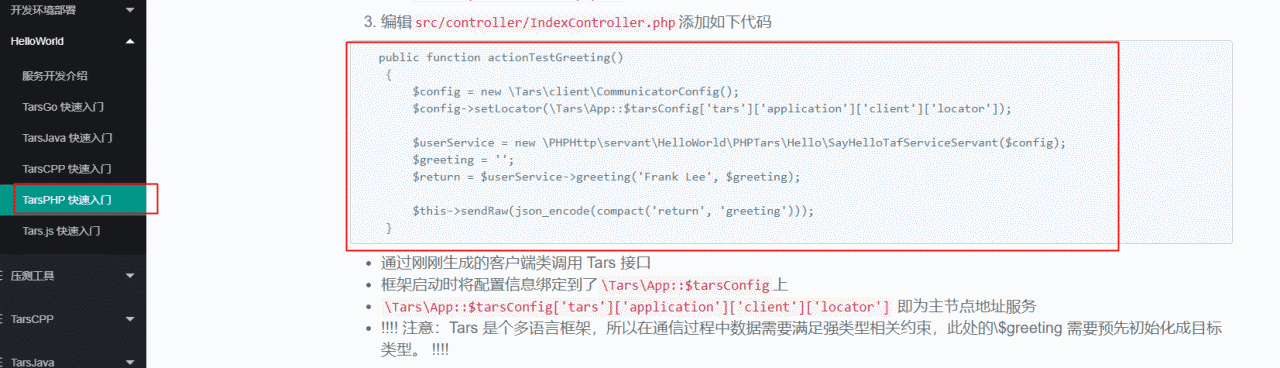 开发环境部署
HelloWorld
服务开发介绍
TarsGo 快速入门
TarsJava 快速入门
TarsCPP 快速入门
TarsPHP 快速入门
Tars.js 快速入门
压测工具
TarsCPP
TarsJava
3. 编辑 src/controller/IndexController.php 添加如下代码
public function actionTestGreeting()
{
$config = new \Tars\client\CommunicatorConfig();
$config->setLocator(\Tars\App::$tarsConfig['tars']['application']['client']['locator']);
$userService = new \PHPHttp\servant\HelloWorld\PHPTars\Hello\SayHelloTafServiceServant($config);
$greeting = '';
$return = $userService->greeting('Frank Lee', $greeting);
$this->sendRaw(json_encode(compact('return', 'greeting')));
}
• 通过刚刚生成的客户端类调用 Tars 接口
• 框架启动时将配置信息绑定到了 \Tars\App::$tarsConfig 上
• \Tars\App::$tarsConfig['tars']['application']['client']['locator'] 即为主节点地址服务
• !!!! 注意：Tars 是个多语言框架，所以在通信过程中数据需要满足强类型相关约束，此处的\$greeting 需要预先初始化成目标
类型。 !!!!